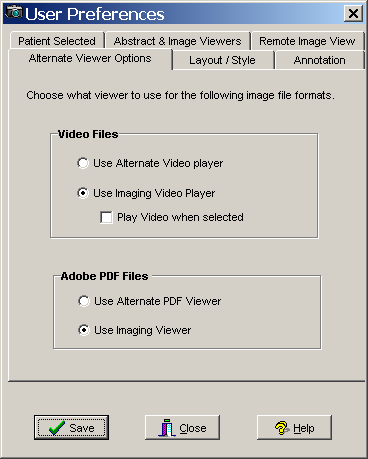 User Preferences
Patient Selected Abstract & Image Viewers Remote Image View
Alternate Viewer Options Layout / Style Annotation
Choose what viewer to use for the following image file formats.
Video Files
Use Alternate Video player
Use Imaging Video Player
Play Video when selected
Adobe PDF Files
Use Alternate PDF Viewer
Use Imaging Viewer
Save Close Help